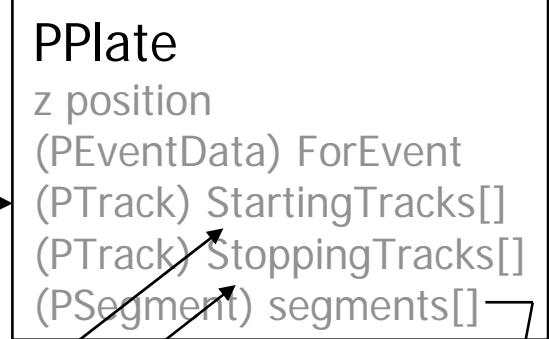 PPlate
z position
(PEventData) ForEvent
(PTrack) StartingTracks[]
(PTrack) StoppingTracks[]
(PSegment) segments[]